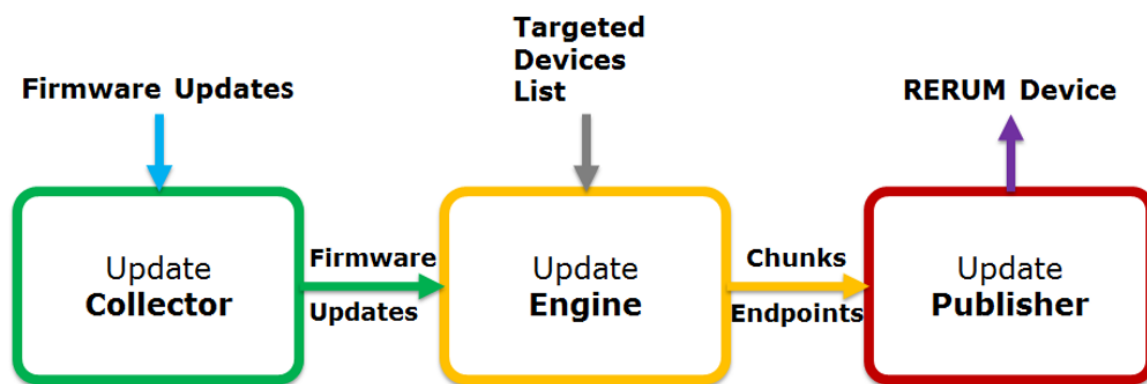 Targeted
Devices
List
Firmware Updates
RERUM Device
Update
Collector
Firmware
Updates
Update
Engine
Chunks
Endpoints
Update
Publisher